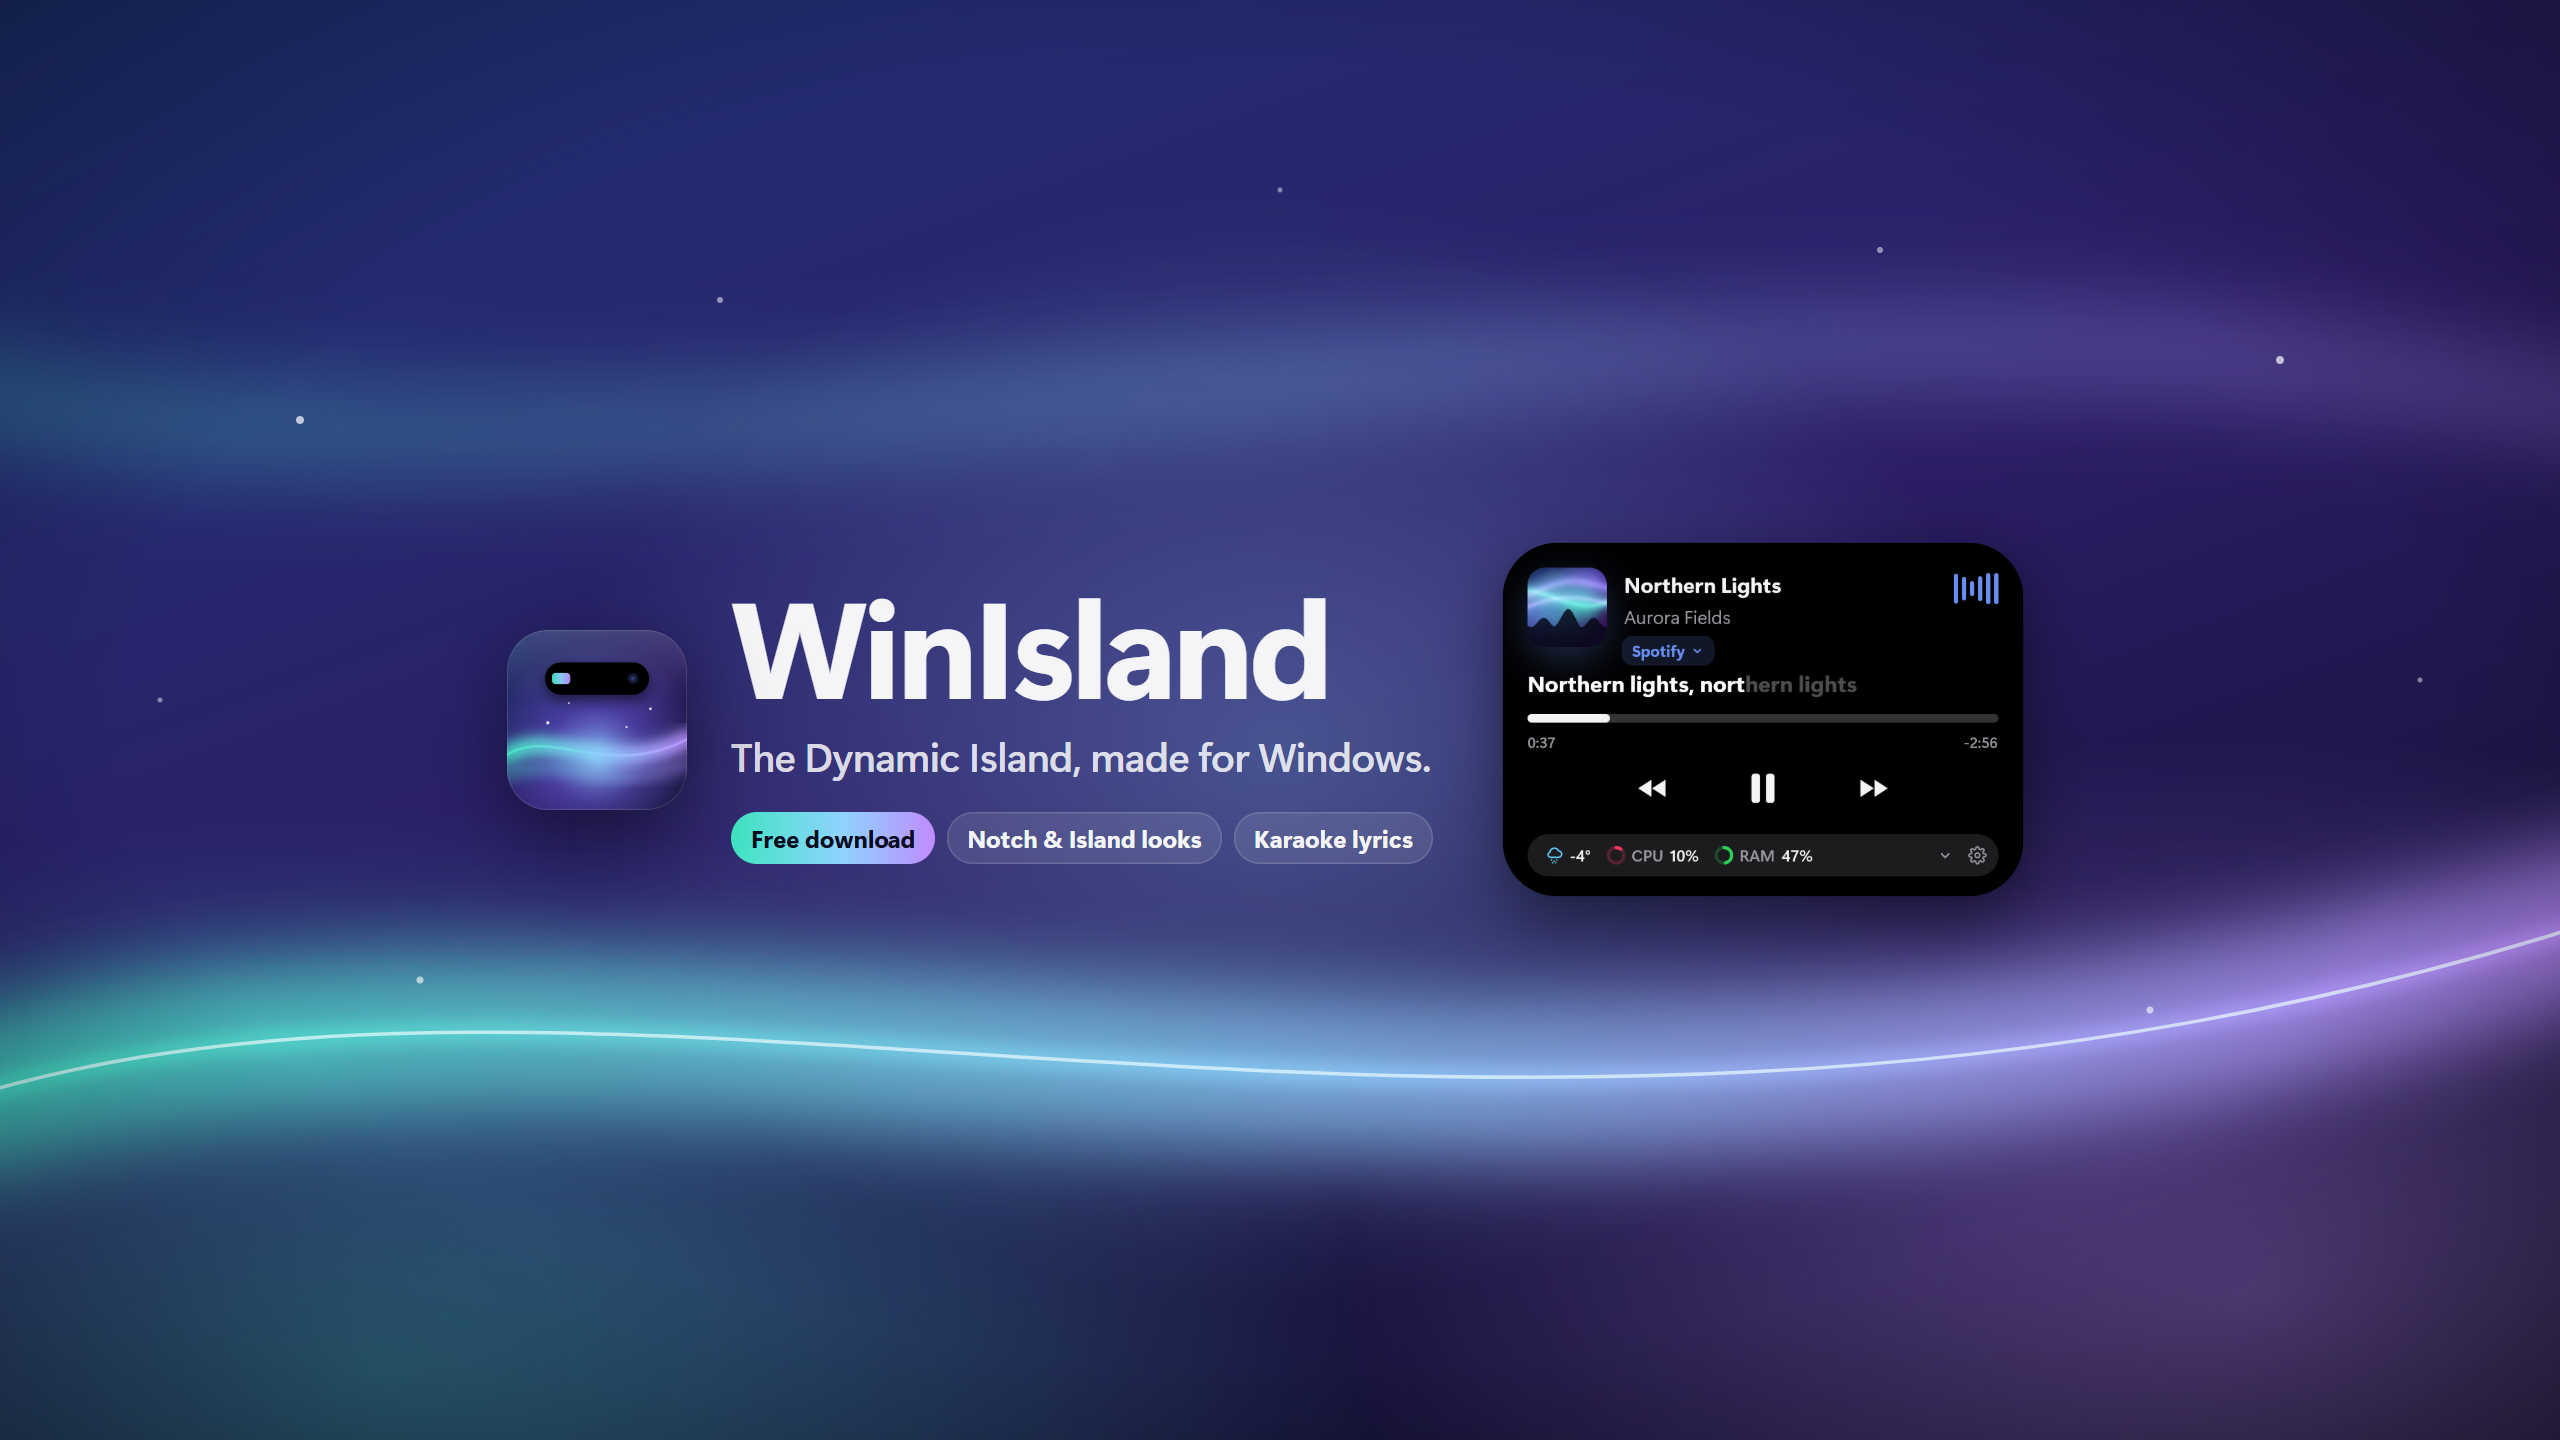 WinIsland
The Dynamic Island, made for Windows.
Free download
Notch & Island looks
Karaoke lyrics
Northern Lights
Aurora Fields
Spotify
Northern lights, northern lights
0:37
-2:56
-4°
CPU 10%
RAM 47%